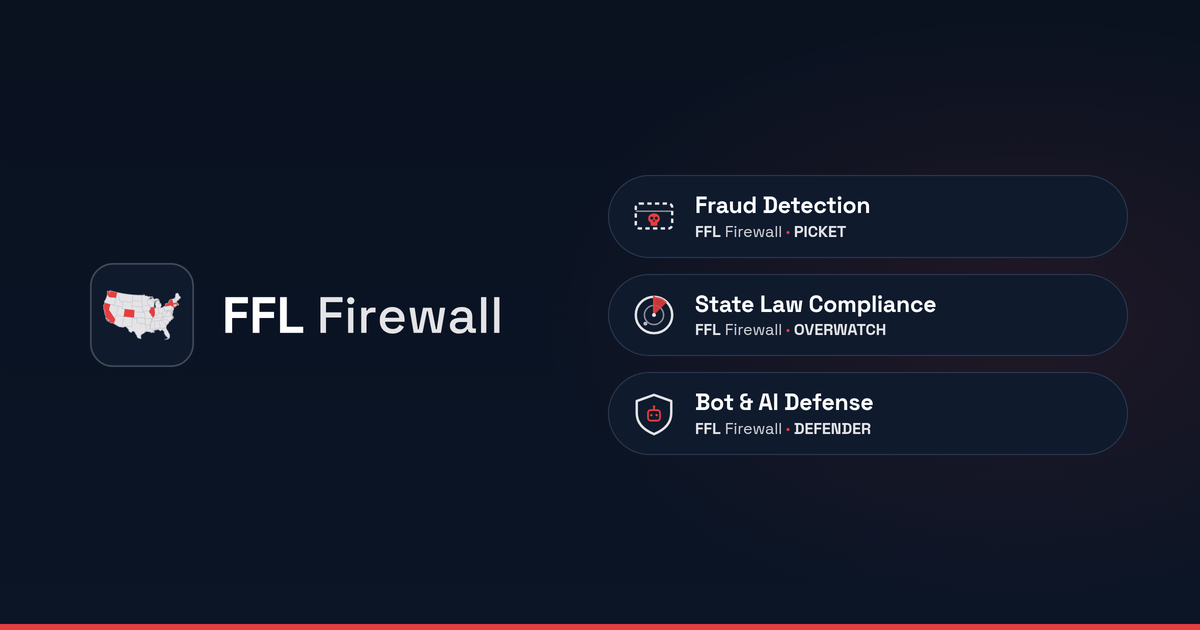 FFL Firewall
Fraud Detection
FFL Firewall • PICKET
State Law Compliance
FFL Firewall • OVERWATCH
Bot & AI Defense
FFL Firewall • DEFENDER